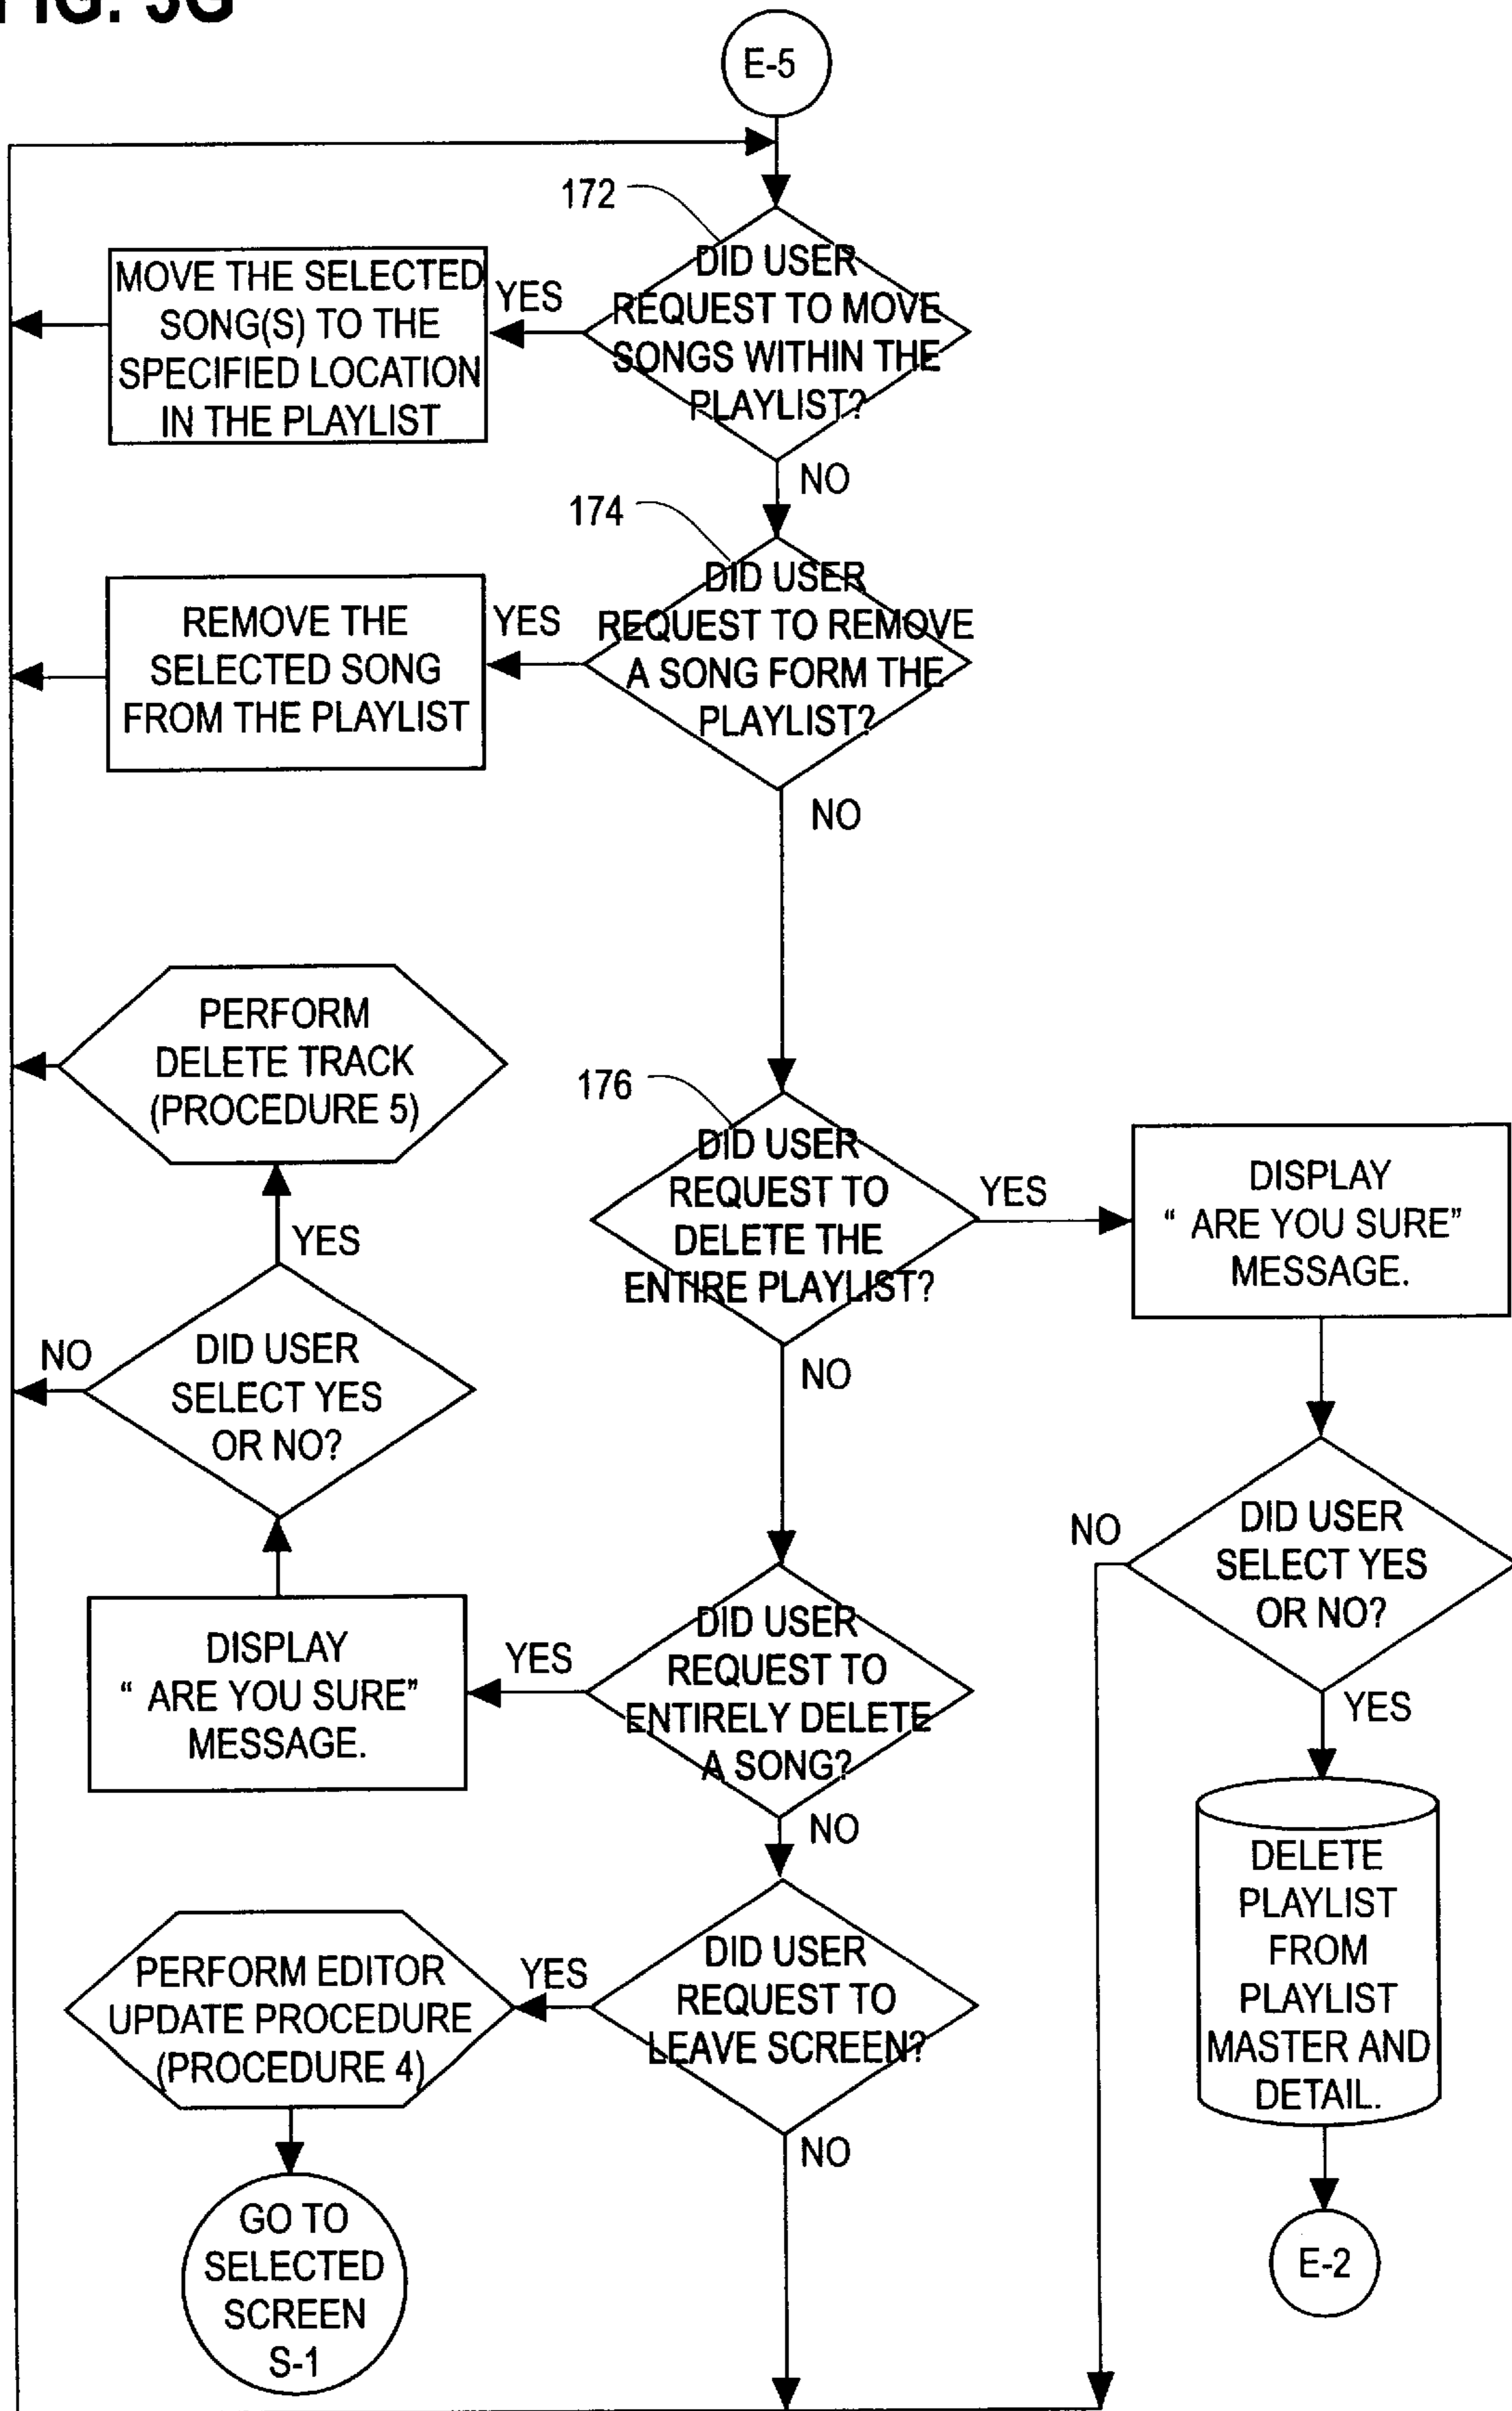 FIG. 3G
E-5
172
DID USER
REQUEST TO MOVE
SONGS WITHIN THE
PLAYLIST?
YES
MOVE THE SELECTED
SONG(S) TO THE
SPECIFIED LOCATION
IN THE PLAYLIST
NO
174
DID USER
REQUEST TO REMOVE
A SONG FORM THE
PLAYLIST?
YES
REMOVE THE
SELECTED SONG
FROM THE PLAYLIST
NO
PERFORM
DELETE TRACK
(PROCEDURE 5)
176
DID USER
REQUEST TO
DELETE THE
ENTIRE PLAYLIST?
YES
DISPLAY
“ ARE YOU SURE”
MESSAGE.
YES
NO
DID USER
SELECT YES
OR NO?
NO
NO
DID USER
SELECT YES
OR NO?
YES
DISPLAY
“ ARE YOU SURE”
MESSAGE.
YES
DID USER
REQUEST TO
ENTIRELY DELETE
A SONG?
NO
DELETE
PLAYLIST
FROM
PLAYLIST
MASTER AND
DETAIL.
PERFORM EDITOR
UPDATE PROCEDURE
(PROCEDURE 4)
YES
DID USER
REQUEST TO
LEAVE SCREEN?
NO
GO TO
SELECTED
SCREEN
S-1
E-2